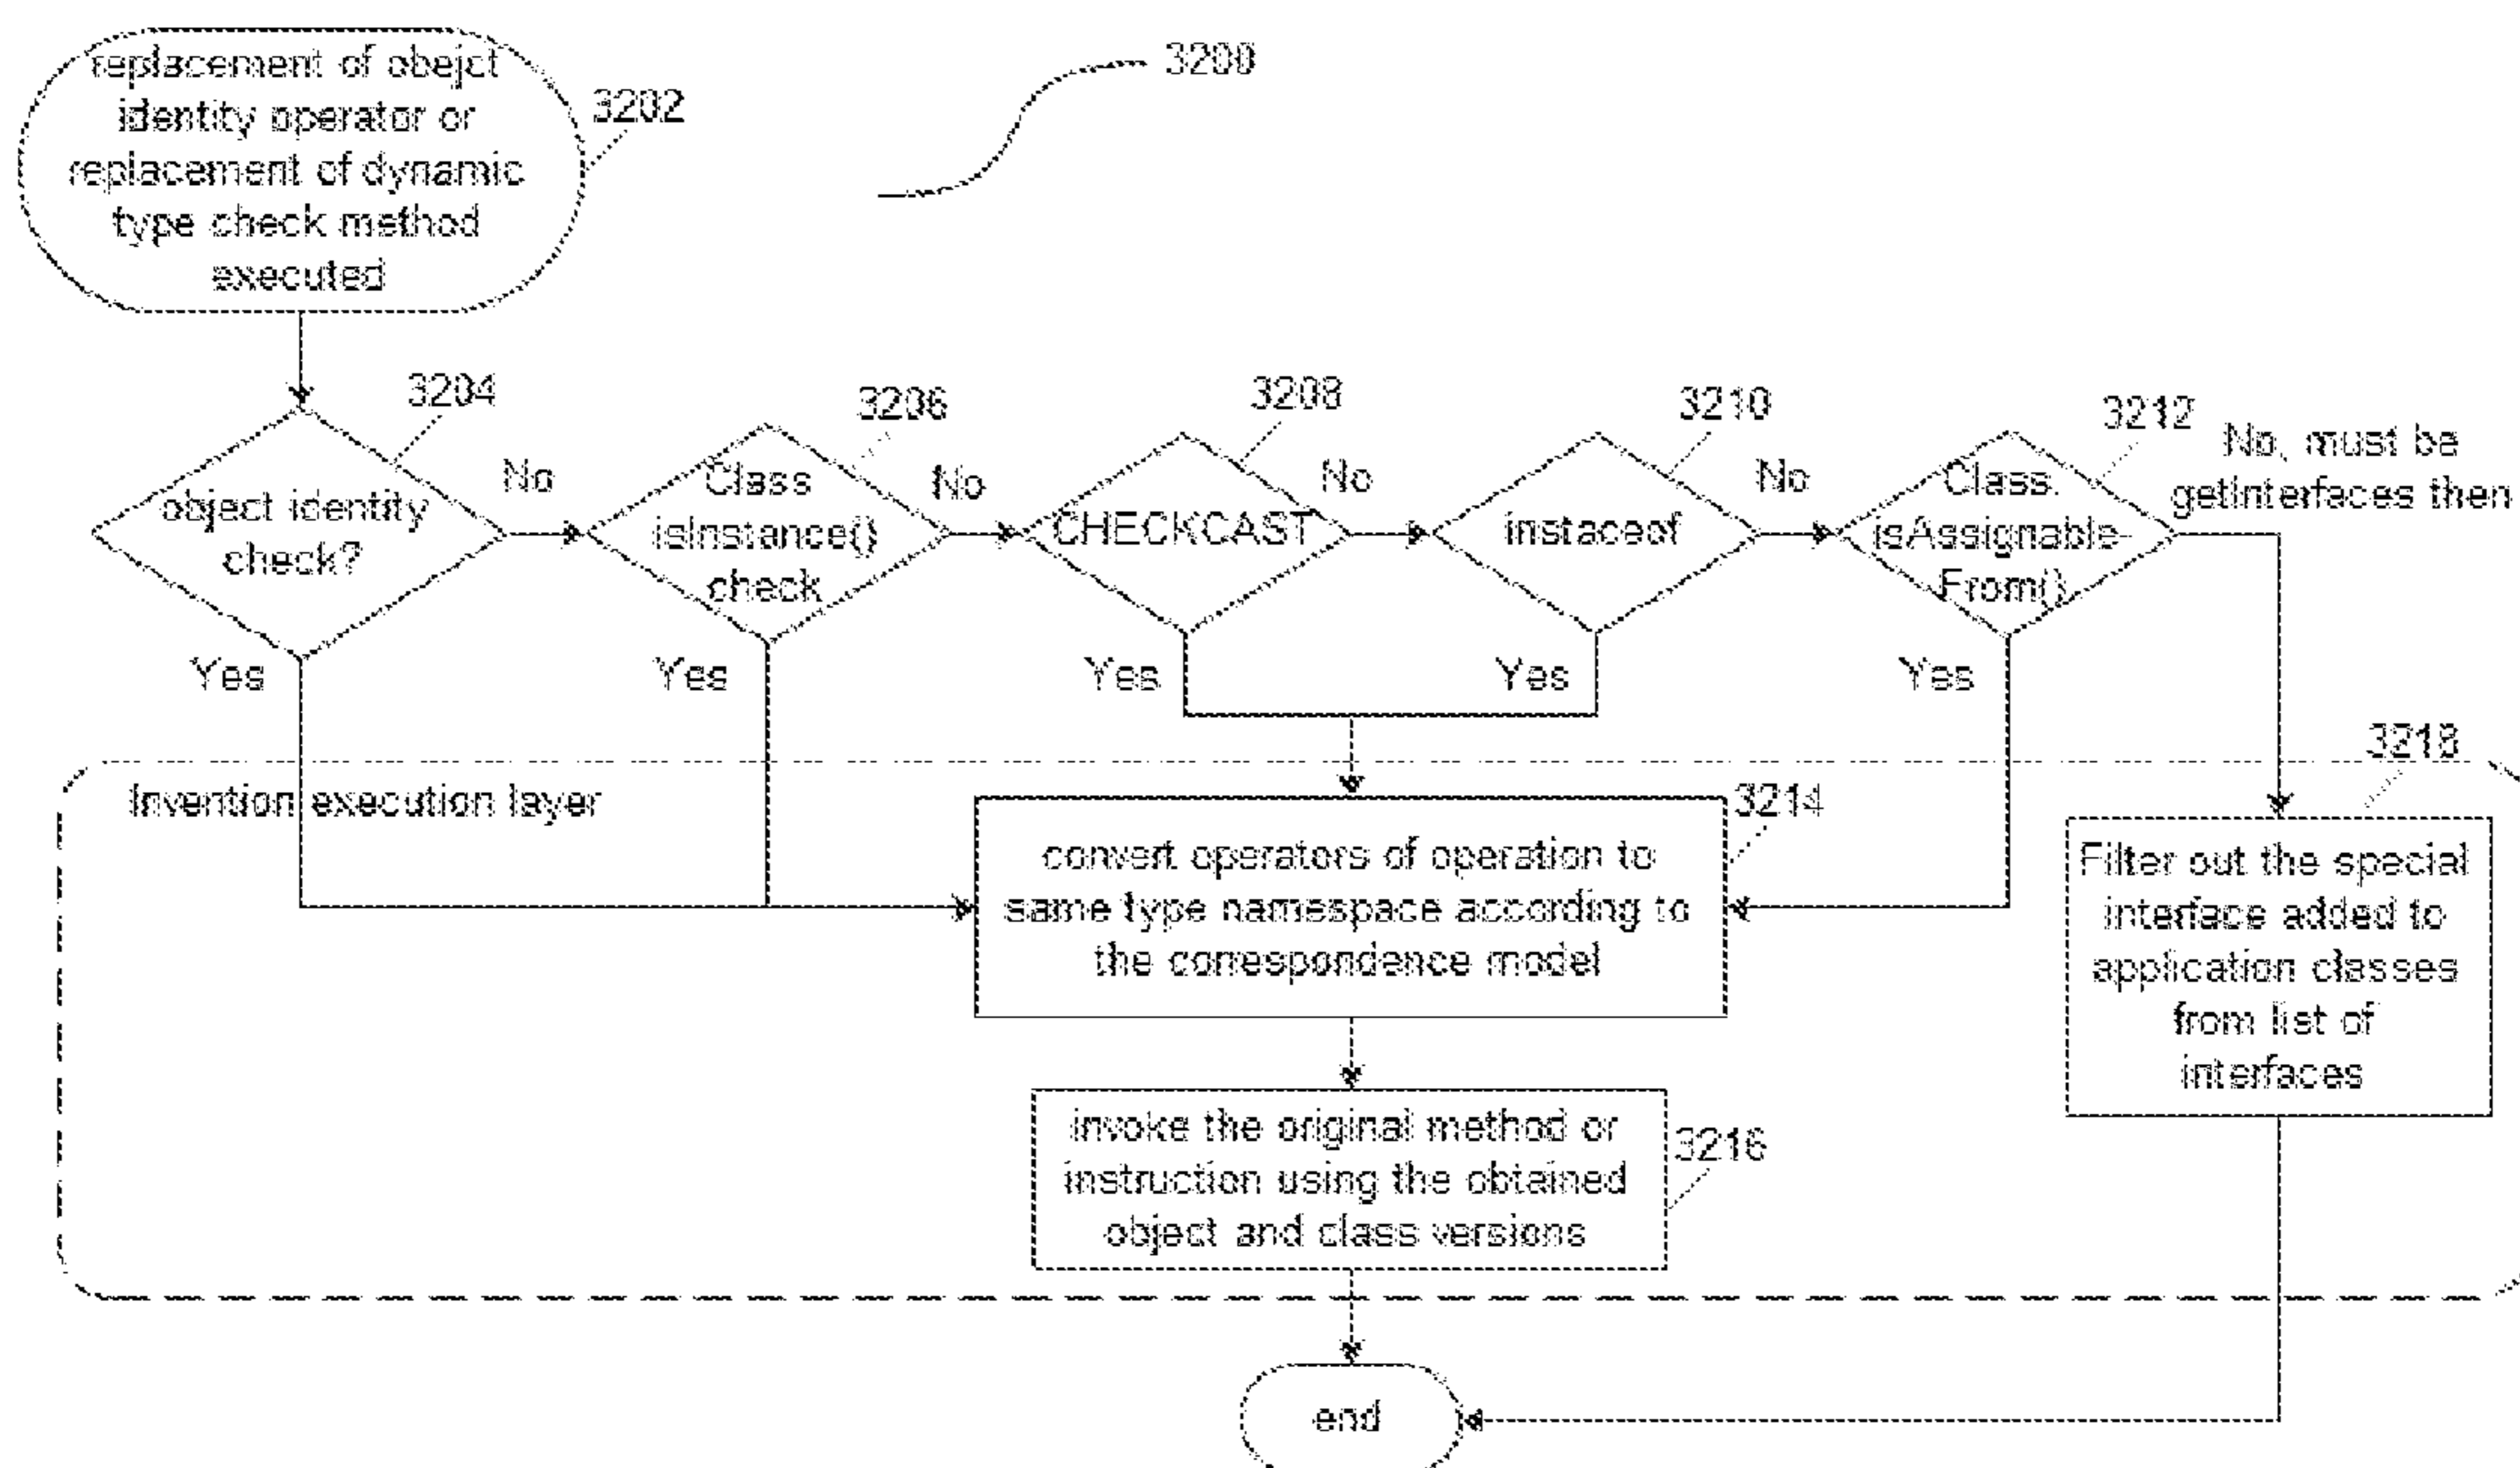 replacement of obejct
identity operator or
replacement of dynamic
type check method
executed
3202
3200
3204
object identity
check?
No
Yes
3206
Class
isInstance()
check
No
Yes
3208
CHECKCAST
No
Yes
3210
instaceof
No
Yes
3212
Class.
isAssignable-
From()
Yes
No, must be
getInterfaces then
Invention execution layer
3214
convert operators of operation to
same type namespace according to
the correspondence model
3216
invoke the original method or
instruction using the obtained
object and class versions
3218
Filter out the special
interface added to
application classes
from list of
interfaces
end